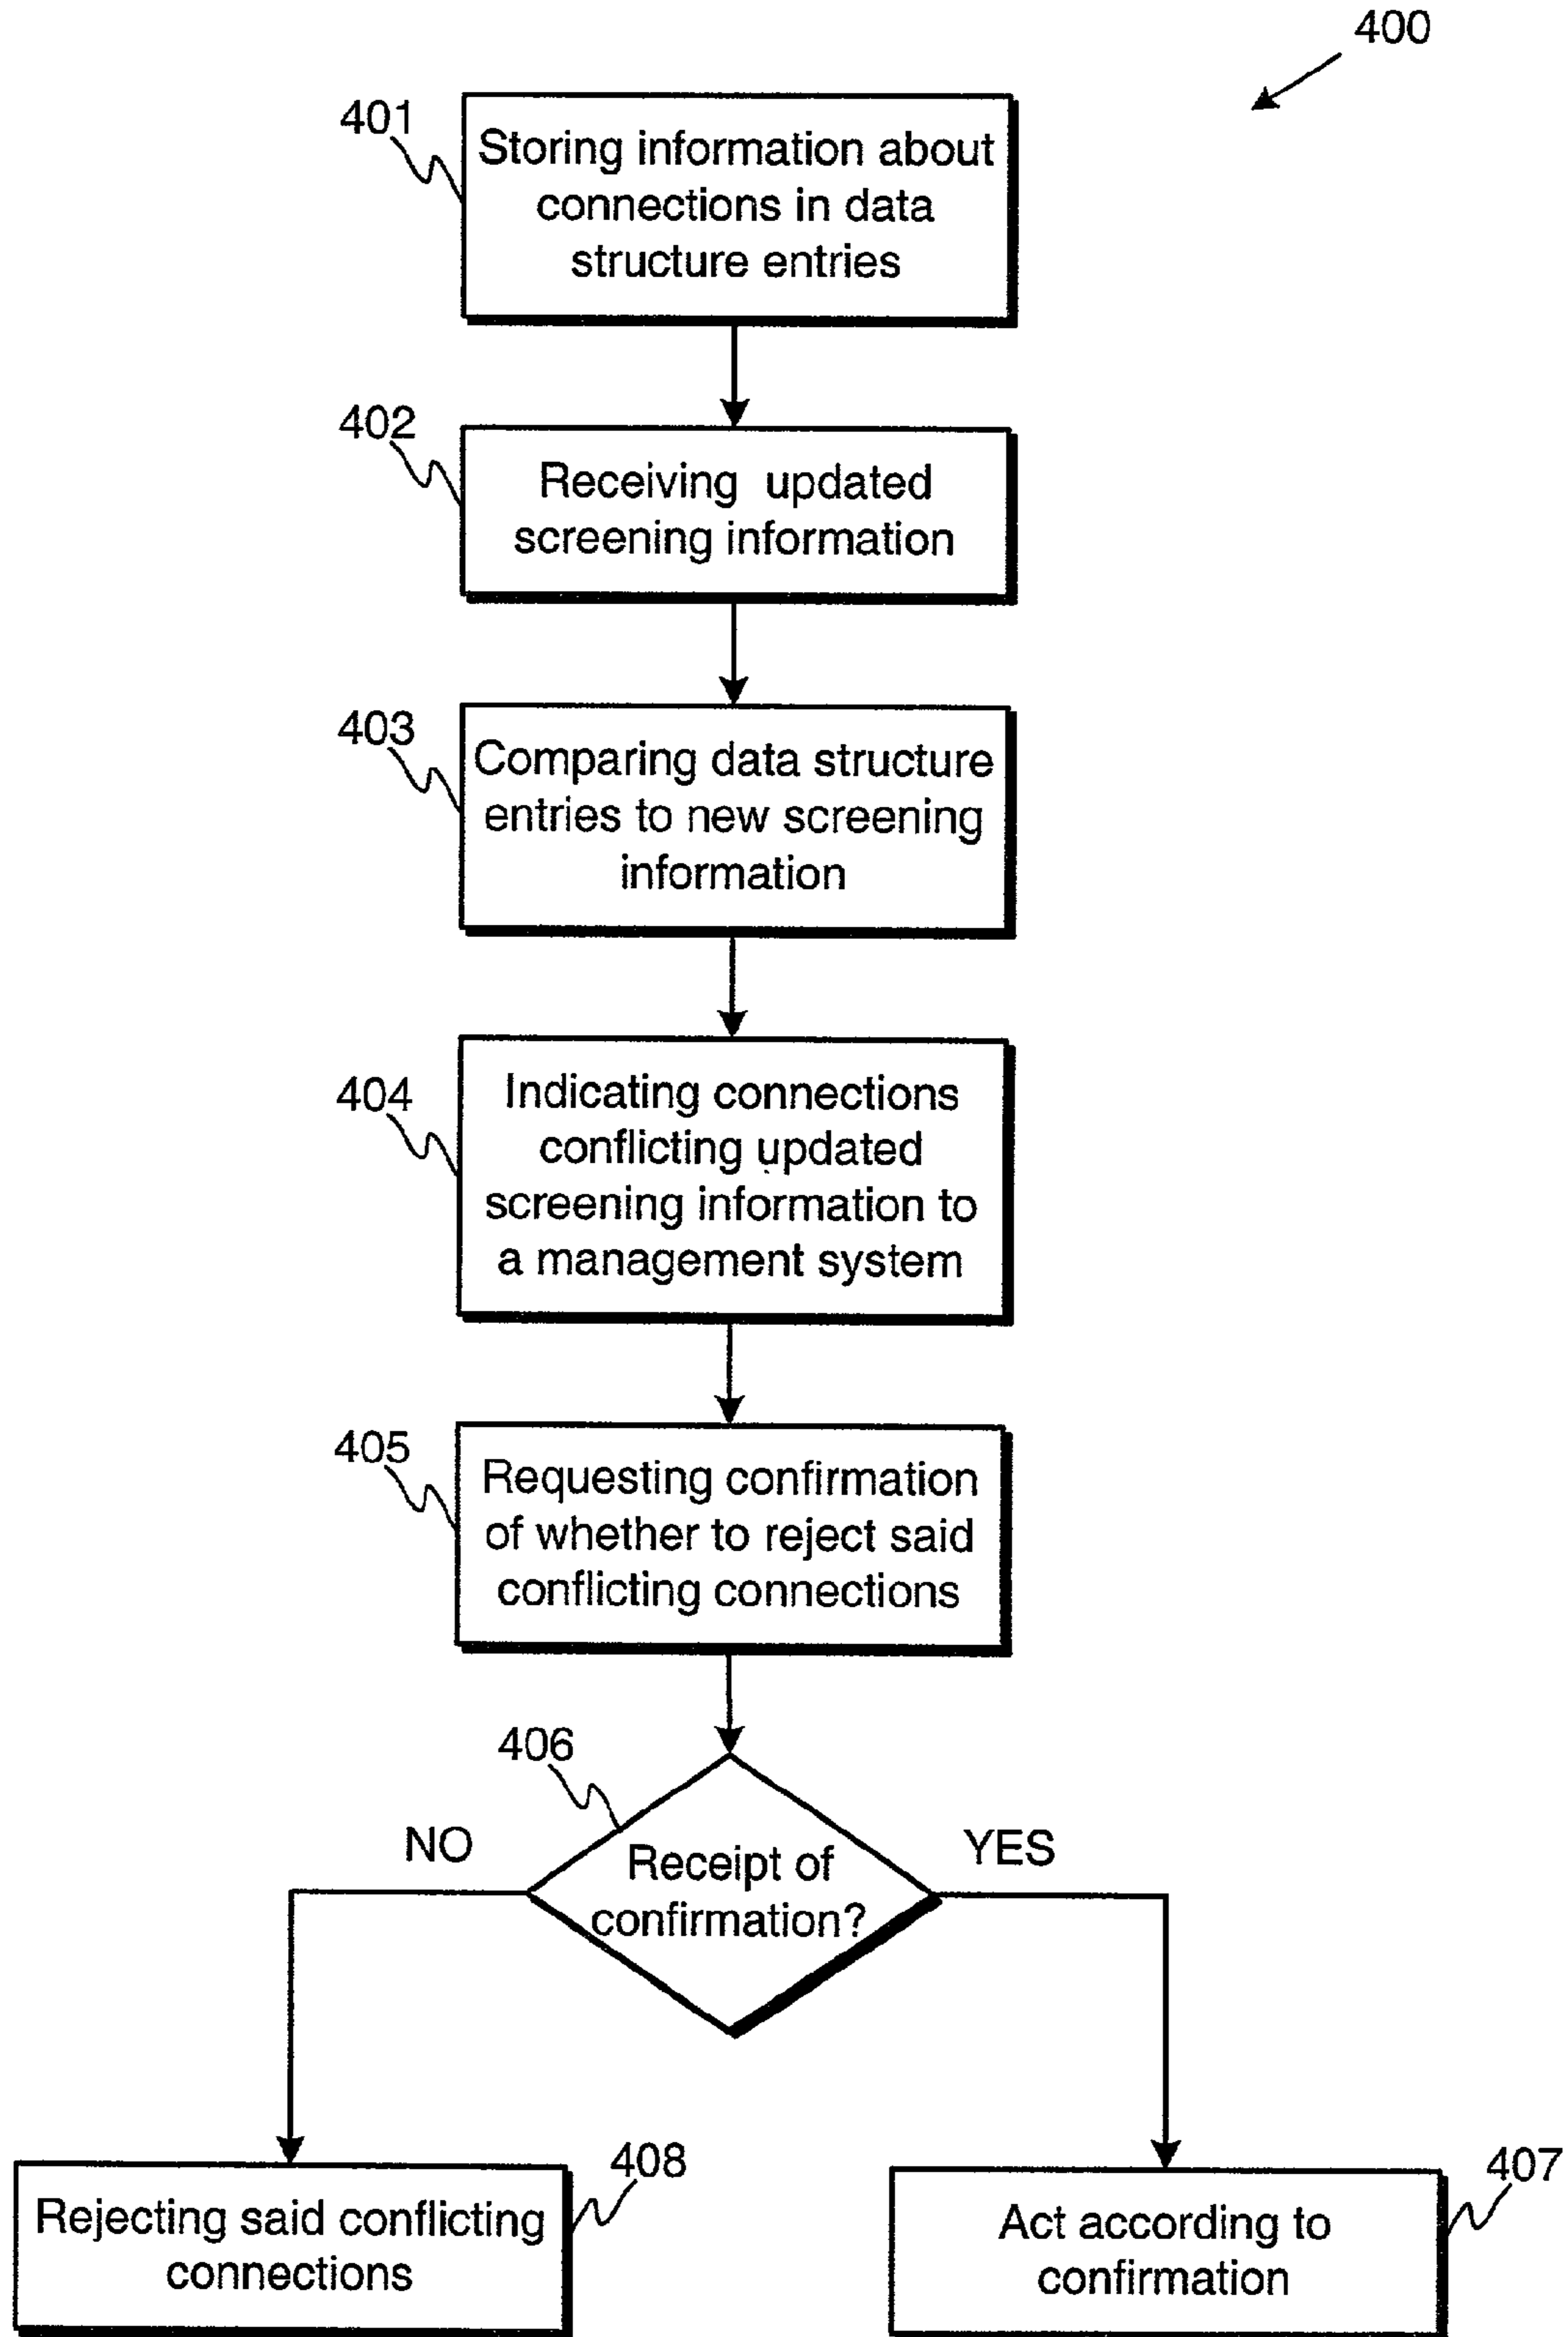 400
401
Storing information about
connections in data
structure entries
402
Receiving updated
screening information
403
Comparing data structure
entries to new screening
information
404
Indicating connections
conflicting updated
screening information to
a management system
405
Requesting confirmation
of whether to reject said
conflicting connections
406
NO
Receipt of
confirmation?
YES
408
Rejecting said conflicting
connections
407
Act according to
confirmation